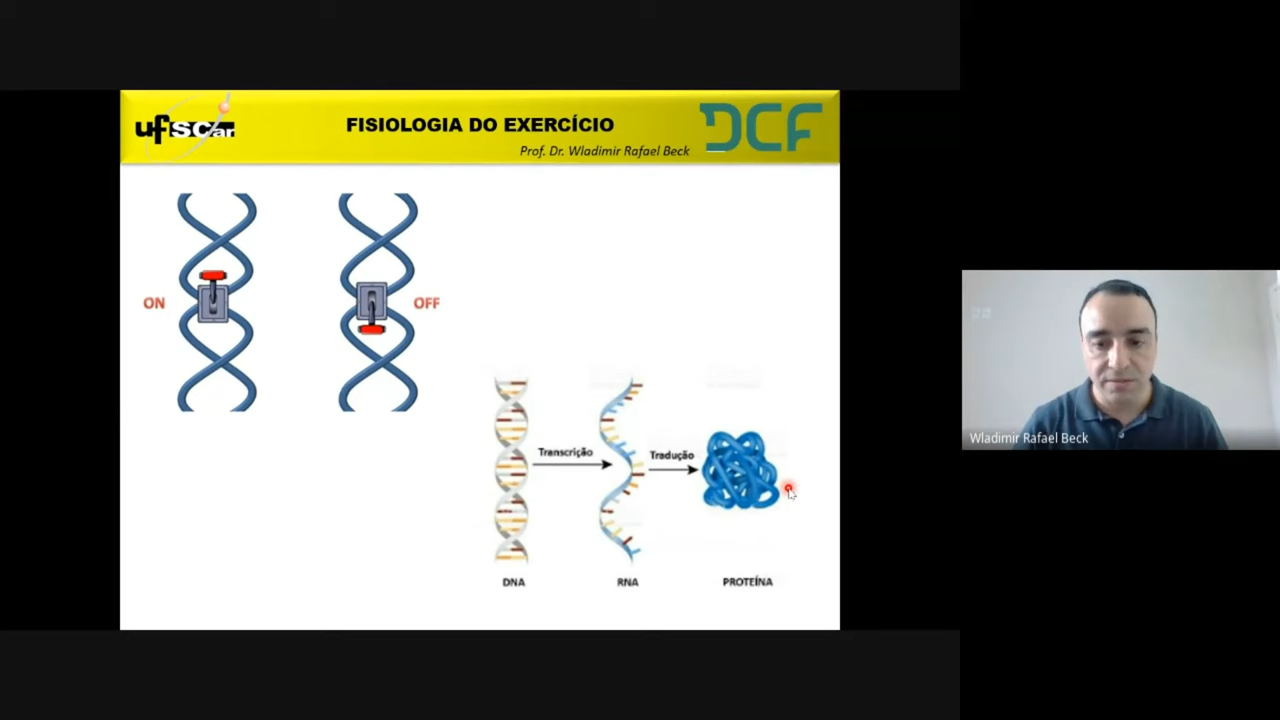 ufscar
FISIOLOGIA DO EXERCÍCIO
Prof. Dr. Wladimir Rafael Beck
DCF
ON
OFF
Transcrição
Tradução
DNA
RNA
PROTEÍNA
Wladimir Rafael Beck